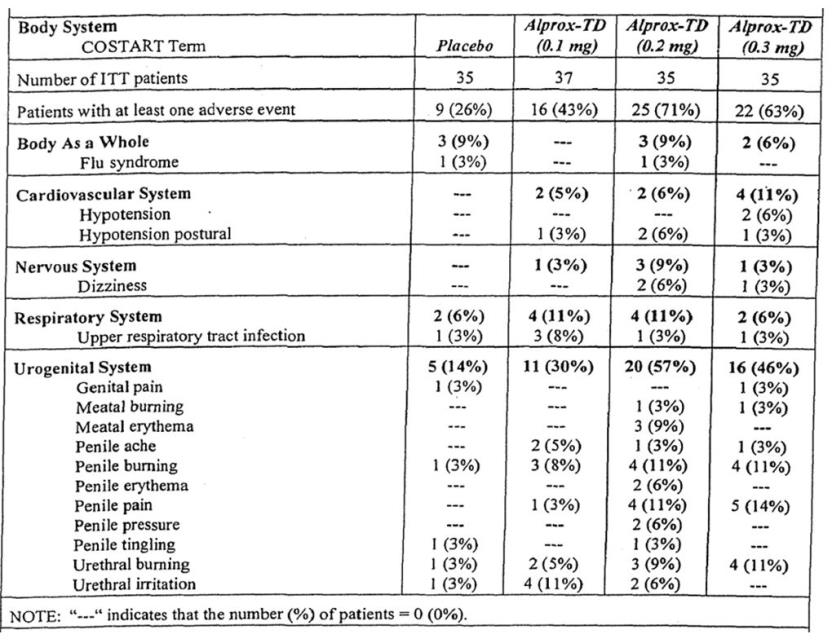 Body System Alprox-TD Alprox-TD Alprox-TD
COSTART Term Placebo (0.1 mg) (0.2 mg) (0.3 mg)
Number of ITT patients 35 37 35 35
Patients with at least one adverse event 9 (26%) 16 (43%) 25 (71%) 22 (63%)
Body As a Whole 3 (9%) --- 3 (9%) 2 (6%)
Flu syndrome 1 (3%) --- 1 (3%) ---
Cardiovascular System --- 2 (5%) 2 (6%) 4 (11%)
Hypotension --- --- --- 2 (6%)
Hypotension postural --- 1 (3%) 2 (6%) 1 (3%)
Nervous System --- 1 (3%) 3 (9%) 1 (3%)
Dizziness --- --- 2 (6%) 1 (3%)
Respiratory System 2 (6%) 4 (11%) 4 (11%) 2 (6%)
Upper respiratory tract infection 1 (3%) 3 (8%) 1 (3%) 1 (3%)
Urogenital System 5 (14%) 11 (30%) 20 (57%) 16 (46%)
Genital pain 1 (3%) --- --- 1 (3%)
Meatal burning --- --- 1 (3%) 1 (3%)
Meatal erythema --- --- 3 (9%) ---
Penile ache --- 2 (5%) 1 (3%) 1 (3%)
Penile burning 1 (3%) 3 (8%) 4 (11%) 4 (11%)
Penile erythema --- --- 2 (6%) ---
Penile pain --- 1 (3%) 4 (11%) 5 (14%)
Penile pressure --- --- 2 (6%) ---
Penile tingling 1 (3%) --- 1 (3%) ---
Urethral burning 1 (3%) 2 (5%) 3 (9%) 4 (11%)
Urethral irritation 1 (3%) 4 (11%) 2 (6%) ---
NOTE: "---" indicates that the number (%) of patients = 0 (0%).